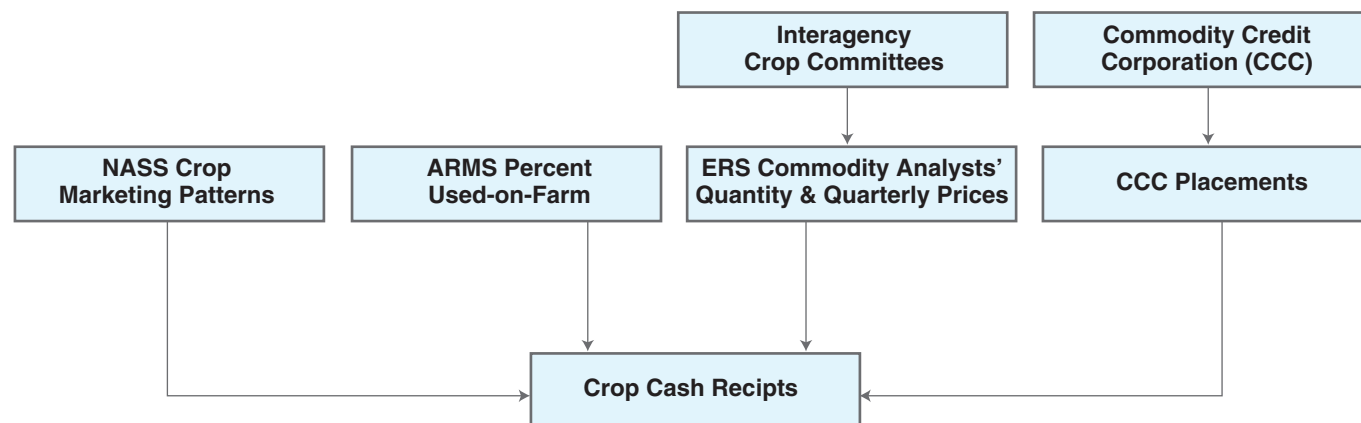 Interagency
Crop Committees
Commodity Credit
Corporation (CCC)
NASS Crop
Marketing Patterns
ARMS Percent
Used-on-Farm
ERS Commodity Analysts’
Quantity & Quarterly Prices
CCC Placements
Crop Cash Recipts